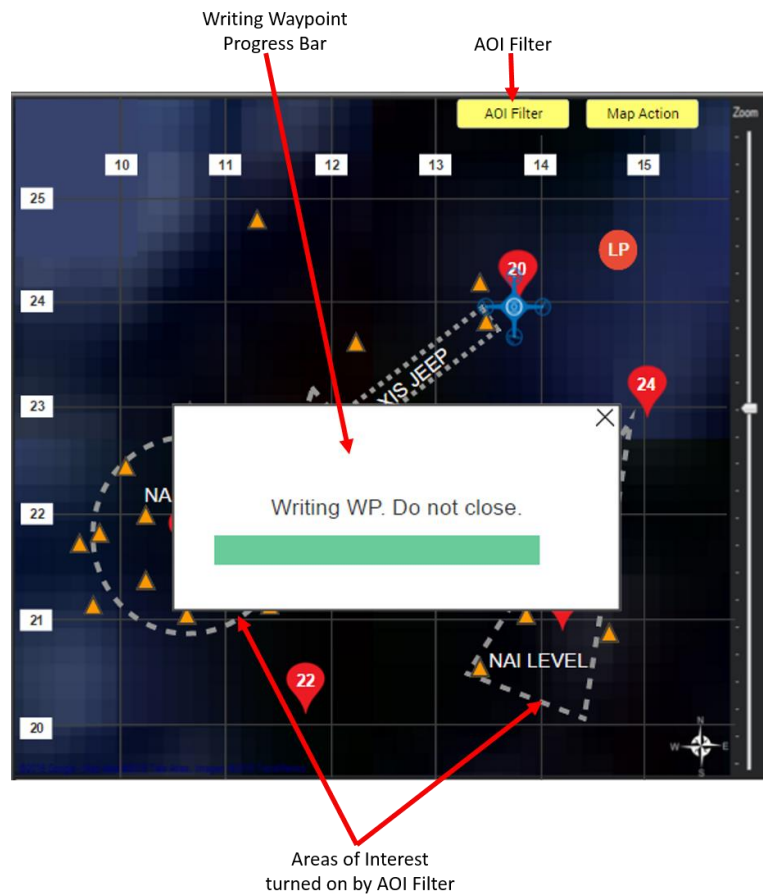 Writing Waypoint
Progress Bar
AOI Filter
AOI Filter
Map Action
Zoom
10
11
12
13
14
15
25
LP
20
24
XIS JEEP
24
23
NA
Writing WP. Do not close.
22
21
NAI LEVEL
22
20
N
W
E
S
Areas of Interest
turned on by AOI Filter